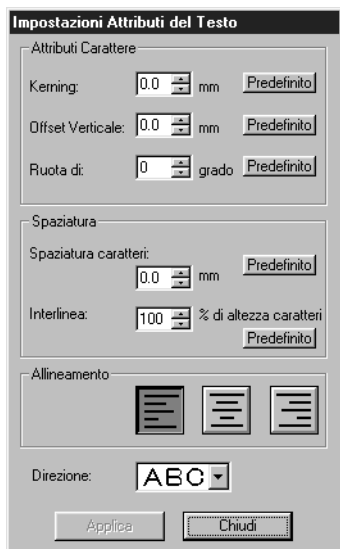 Impostazioni Attributi del Testo
Attributi Carattere
Kerning: 0.0 mm Predefinito
Offset Verticale: 0.0 mm Predefinito
Ruota di: 0 grado Predefinito
Spaziatura
Spaziatura caratteri:
0.0 mm Predefinito
Interlinea: 100 % di altezza caratteri
Predefinito
Allineamento
Direzione: ABC
Applica Chiudi